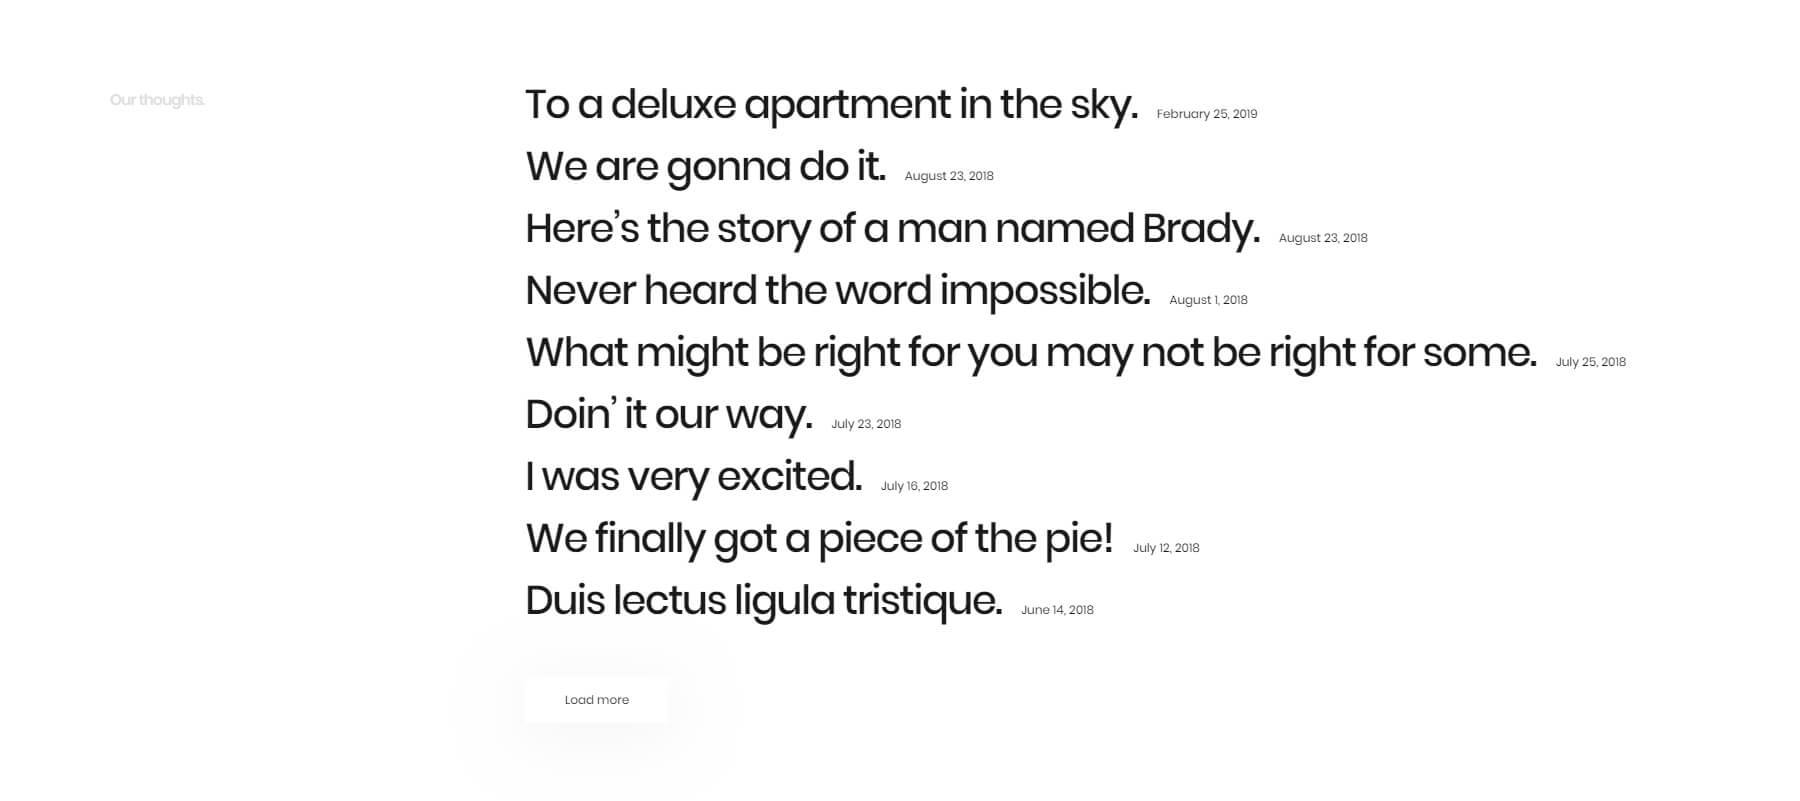 Our thoughts.
To a deluxe apartment in the sky. February 25, 2019
We are gonna do it. August 23, 2018
Here’s the story of a man named Brady. August 23, 2018
Never heard the word impossible. August 1, 2018
What might be right for you may not be right for some. July 25, 2018
Doin’ it our way. July 23, 2018
I was very excited. July 16, 2018
We finally got a piece of the pie! July 12, 2018
Duis lectus ligula tristique. June 14, 2018
Load more